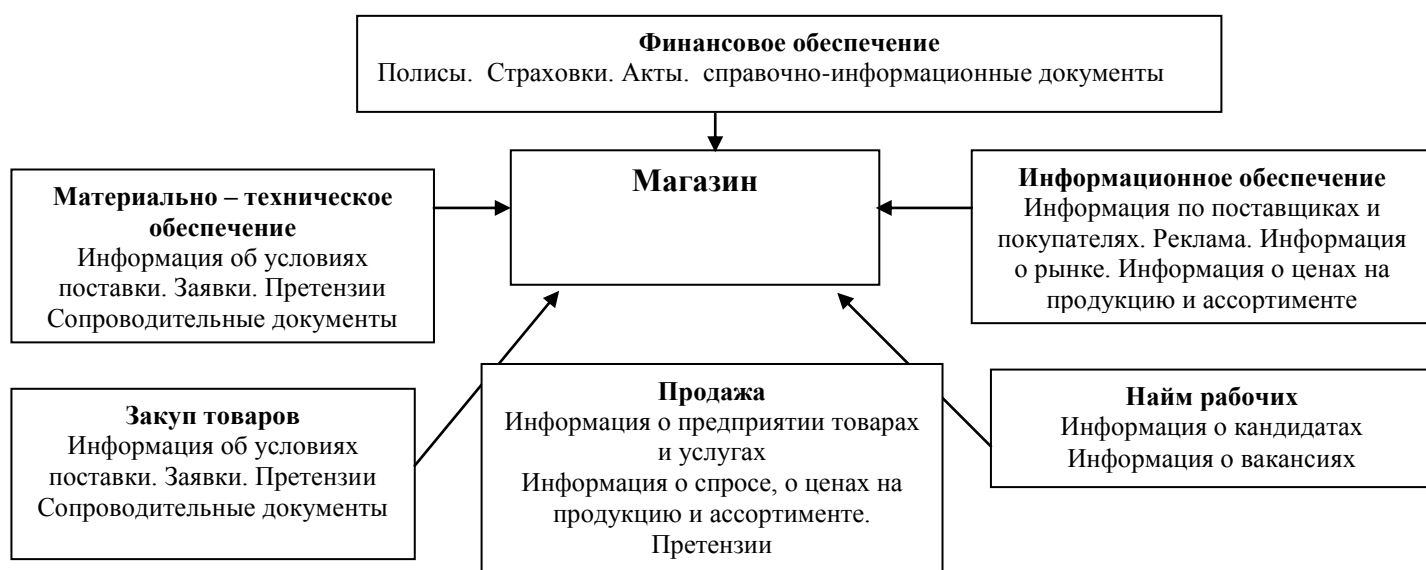 Финансовое обеспечение
Полисы.  Страховки. Акты.  справочно-информационные документы
Магазин
Материально – техническое
обеспечение
Информация об условиях
поставки. Заявки. Претензии
Сопроводительные документы
Информационное обеспечение
Информация по поставщиках и
покупателях. Реклама. Информация
о рынке. Информация о ценах на
продукцию и ассортименте
Закуп товаров
Информация об условиях
поставки. Заявки. Претензии
Сопроводительные документы
Продажа
Информация о предприятии товарах
и услугах
Информация о спросе, о ценах на
продукцию и ассортименте.
Претензии
Найм рабочих
Информация о кандидатах
Информация о вакансиях